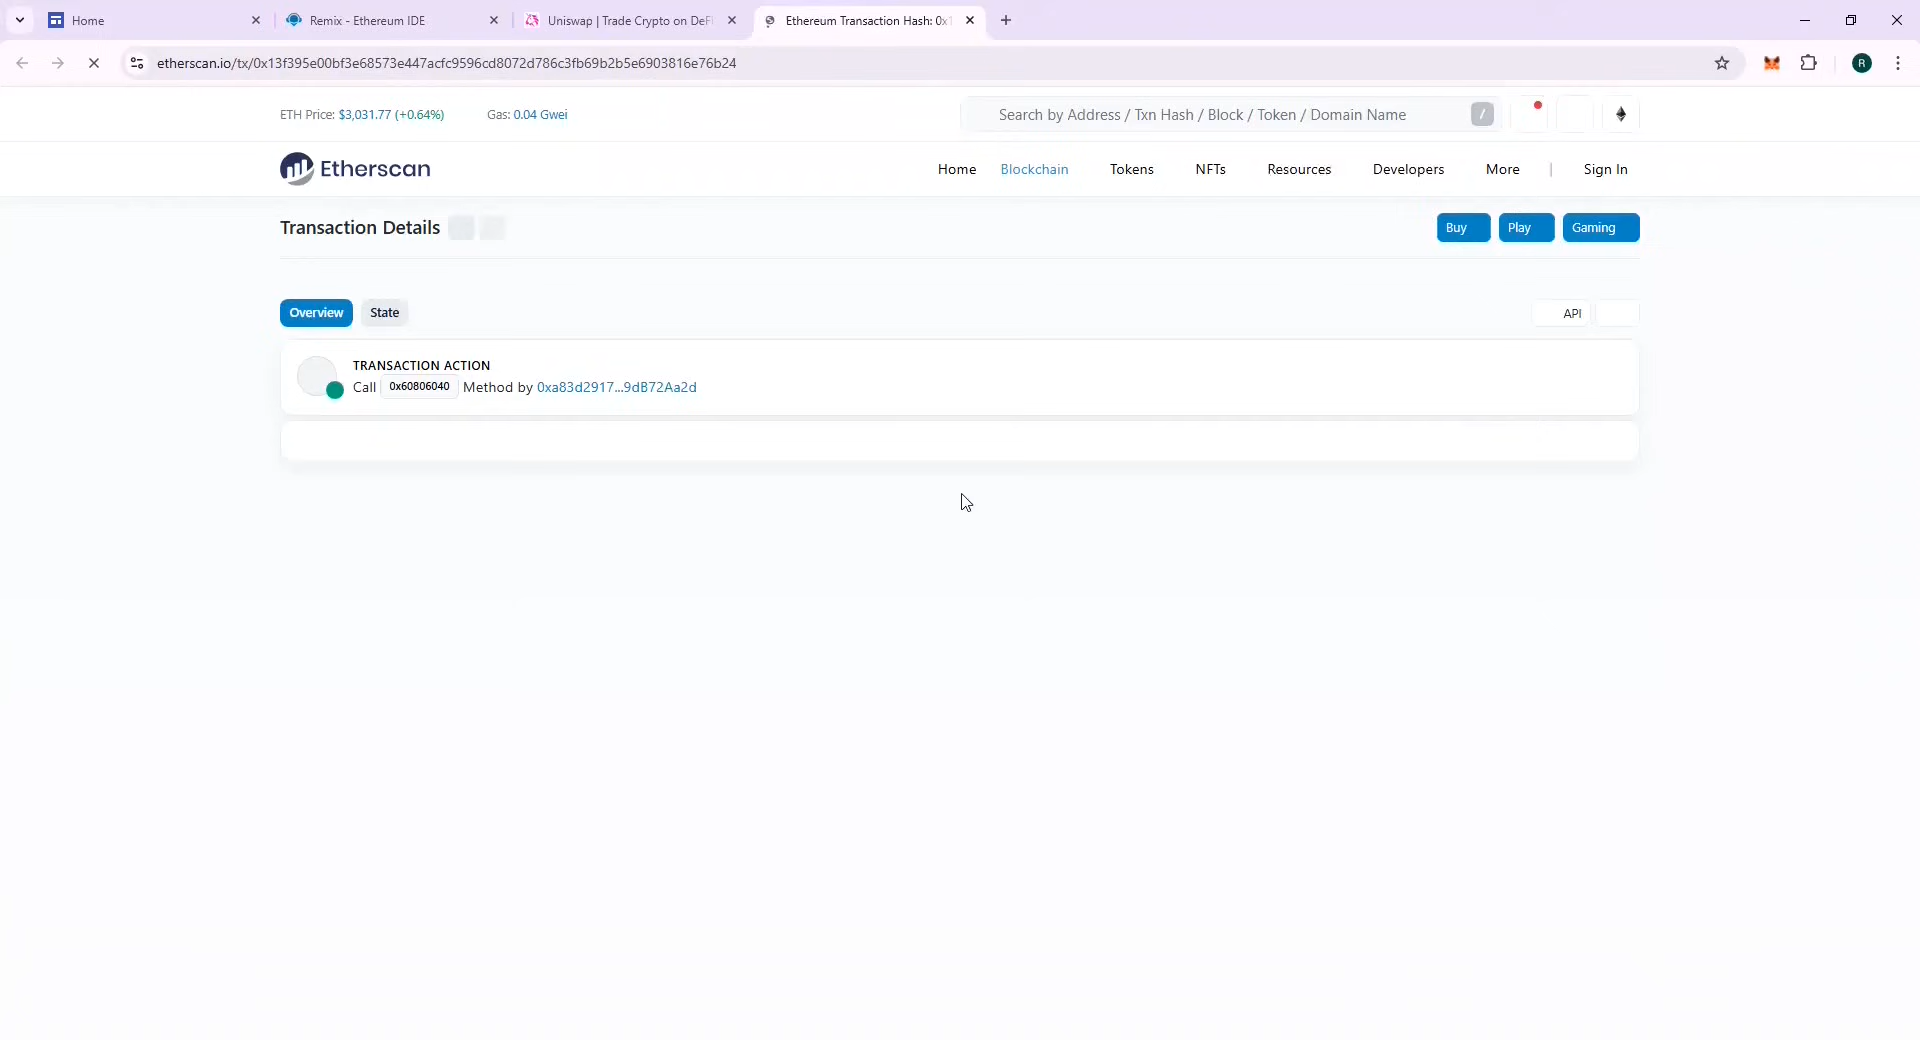 Home
Remix - Ethereum IDE
Uniswap | Trade Crypto on DeFi
Ethereum Transaction Hash: 0x1
etherscan.io/tx/0x13f395e00bf3e68573e447acfc9596cd8072d786c3fb69b2b5e6903816e76b24
R
ETH Price: $3,031.77 (+0.64%)
Gas: 0.04 Gwei
Search by Address / Txn Hash / Block / Token / Domain Name
/
Etherscan
Home
Blockchain
Tokens
NFTs
Resources
Developers
More
|
Sign In
Transaction Details
Buy
Play
Gaming
Overview
State
API
TRANSACTION ACTION
Call 0x60806040 Method by 0xa83d2917...9dB72Aa2d